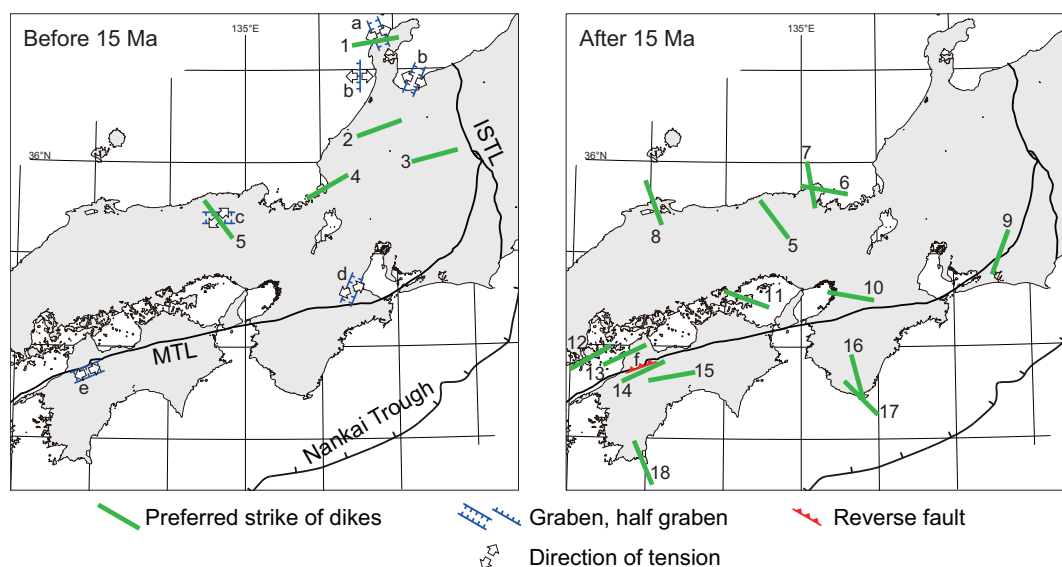 Before 15 Ma
135°E
a
1
b
b
2
3
ISTL
36°N
4
c
5
d
MTL
e
Nankai Trough
After 15 Ma
135°E
36°N
7
6
8
5
9
11
10
12
13
f
14
15
16
17
18
Preferred strike of dikes
Graben, half graben
Reverse fault
Direction of tension